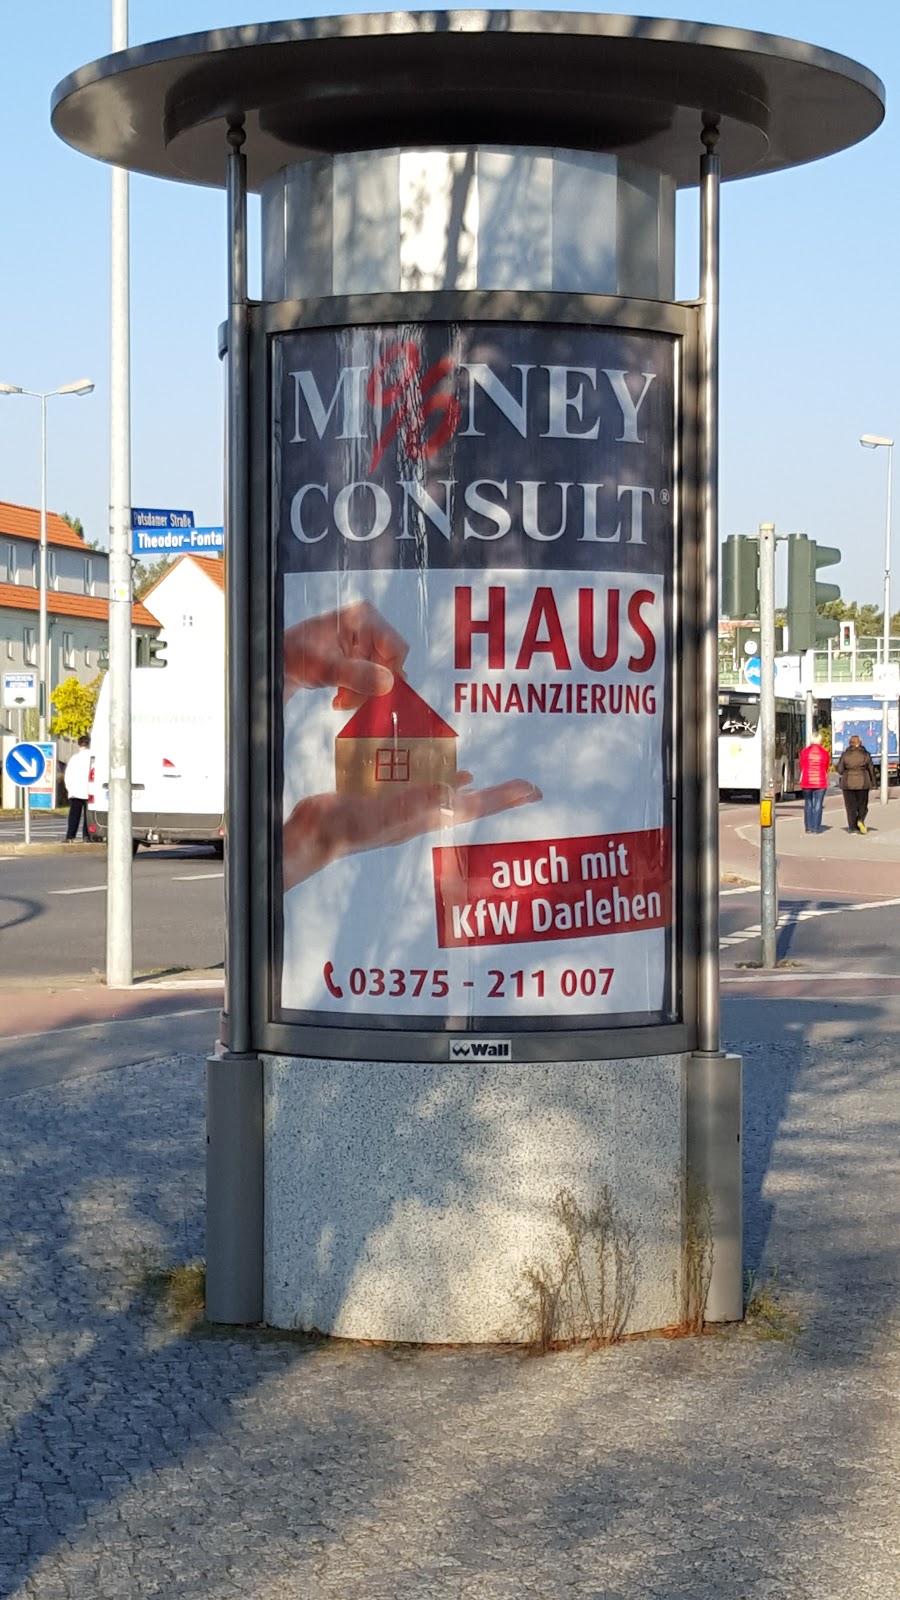 M%NEY
CONSULT®
HAUS
FINANZIERUNG
auch mit
KfW Darlehen
03375 - 211 007
Wall
Potsdamer Straße
Theodor-Fonta